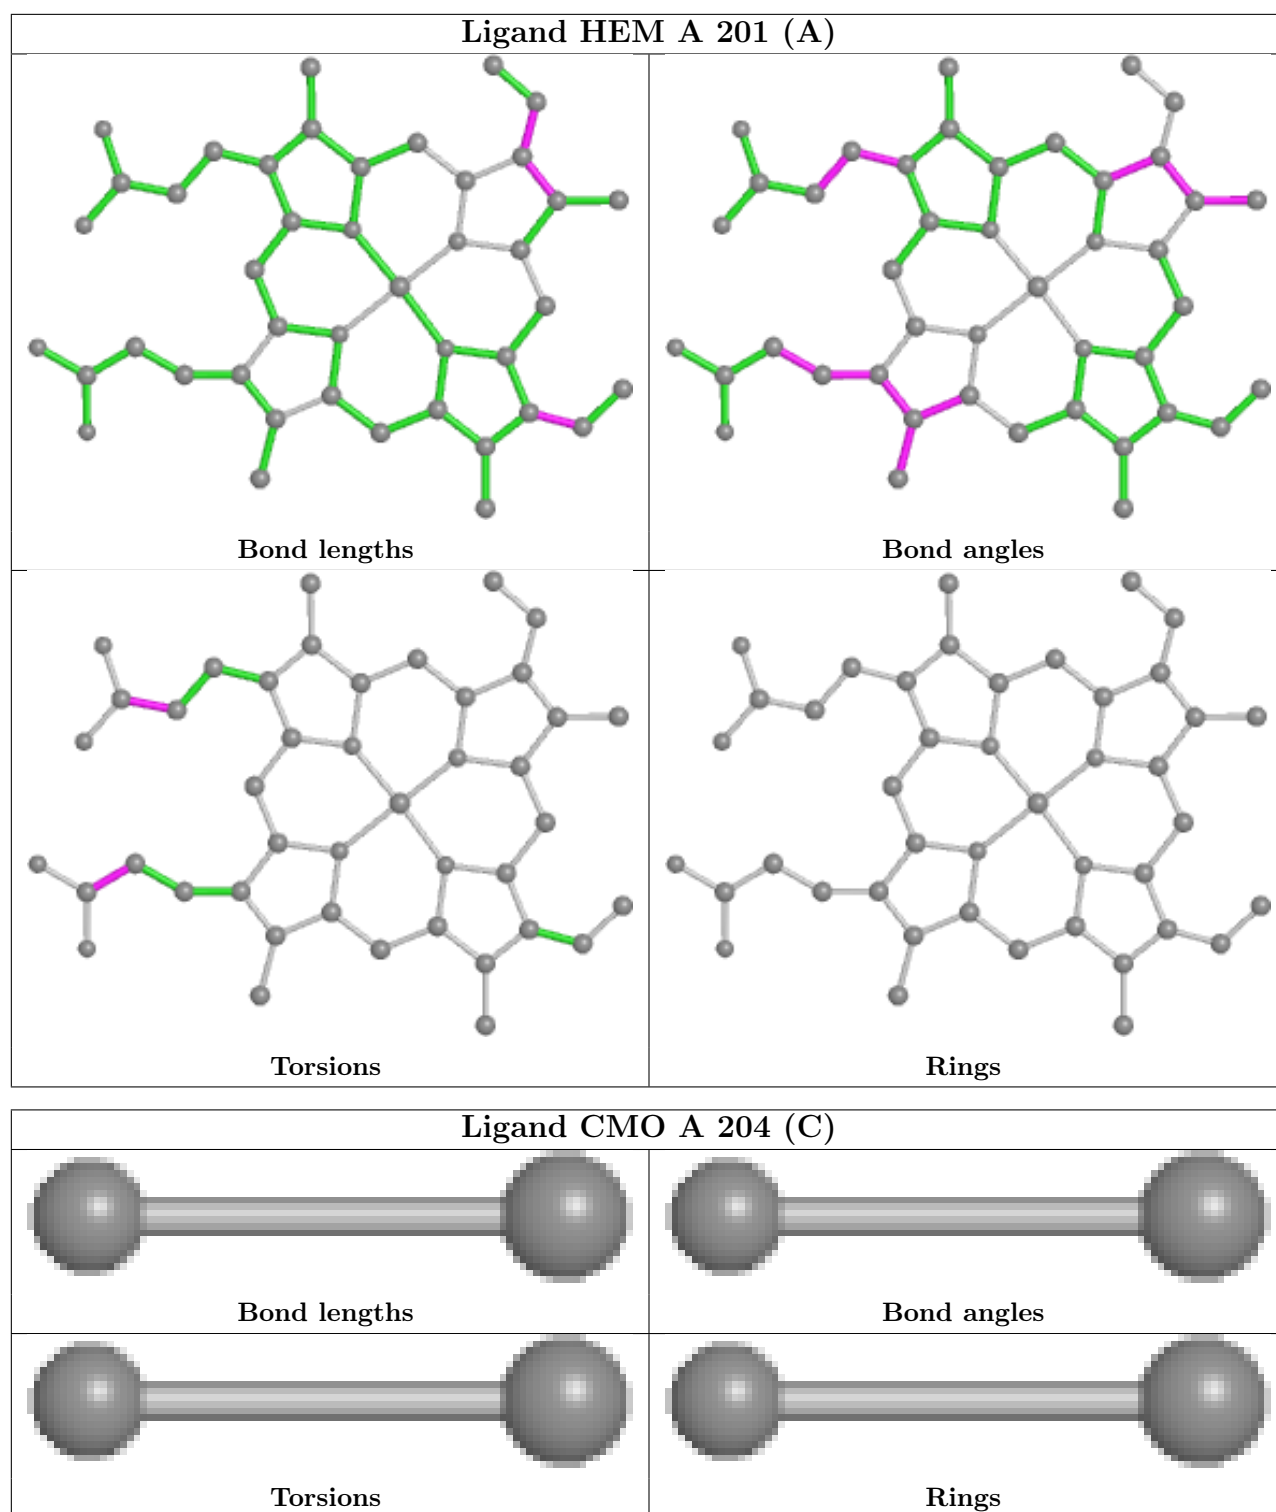 Ligand HEM A 201 (A)
Bond lengths
Bond angles
Torsions
Rings
Ligand CMO A 204 (C)
Bond lengths
Bond angles
Torsions
Rings